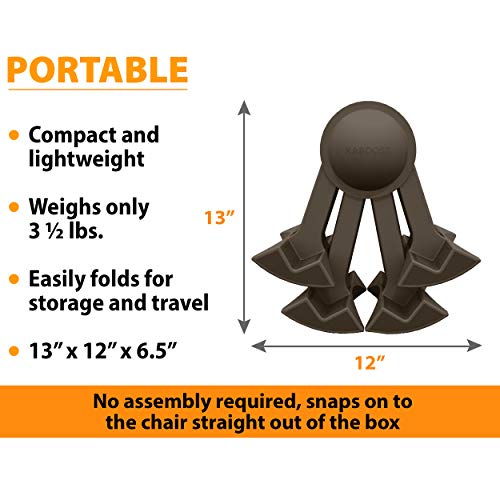 PORTABLE
• Compact and
lightweight
• Weighs only
3 ½ lbs.
• Easily folds for
storage and travel
• 13” x 12” x 6.5”
KABOOST
13”
12”
No assembly required, snaps on to
the chair straight out of the box